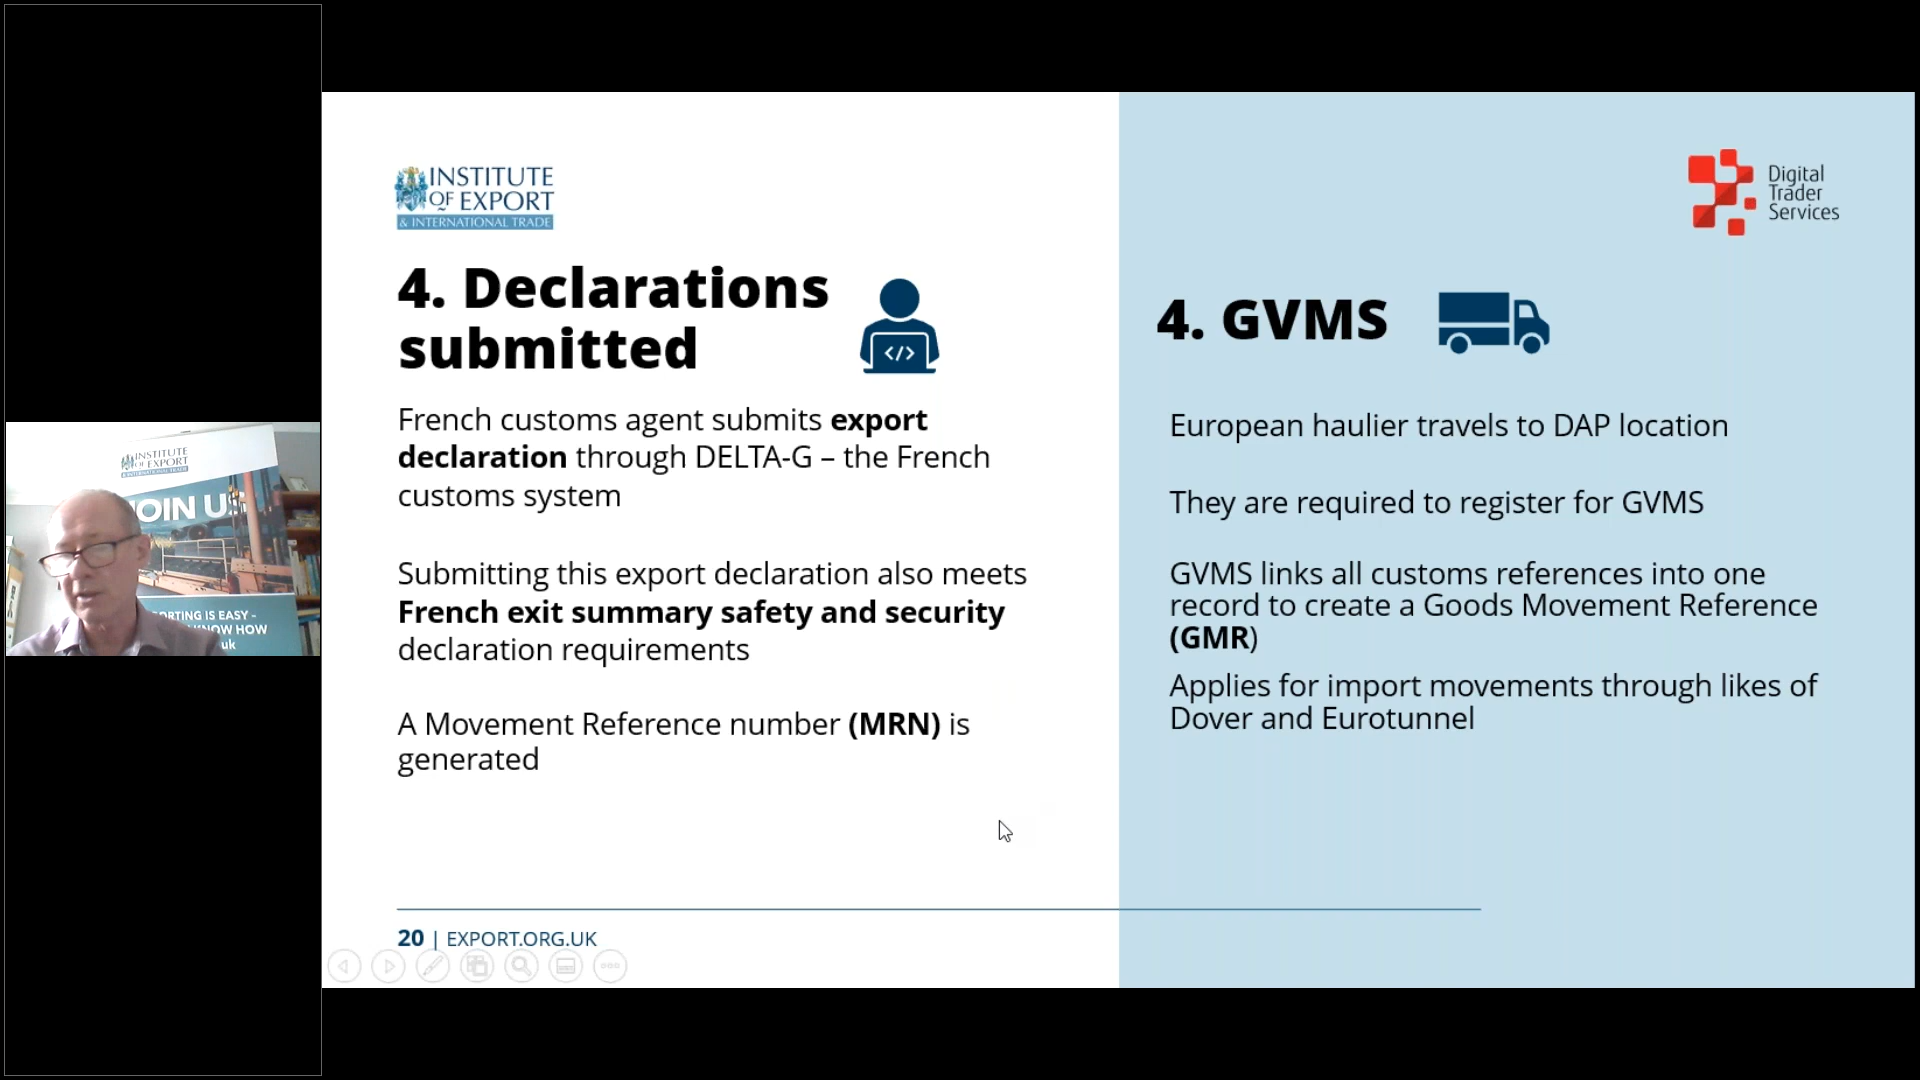 INSTITUTE
OF EXPORT
& INTERNATIONAL TRADE
4. Declarations
submitted
</>
French customs agent submits export
declaration through DELTA-G – the French
customs system
Submitting this export declaration also meets
French exit summary safety and security
declaration requirements
A Movement Reference number (MRN) is
generated
20 | EXPORT.ORG.UK
Digital
Trader
Services
4. GVMS
European haulier travels to DAP location
They are required to register for GVMS
GVMS links all customs references into one
record to create a Goods Movement Reference
(GMR)
Applies for import movements through likes of
Dover and Eurotunnel
INSTITUTE
OF EXPORT
JOIN US
IS EASY –
KNOW HOW
uk